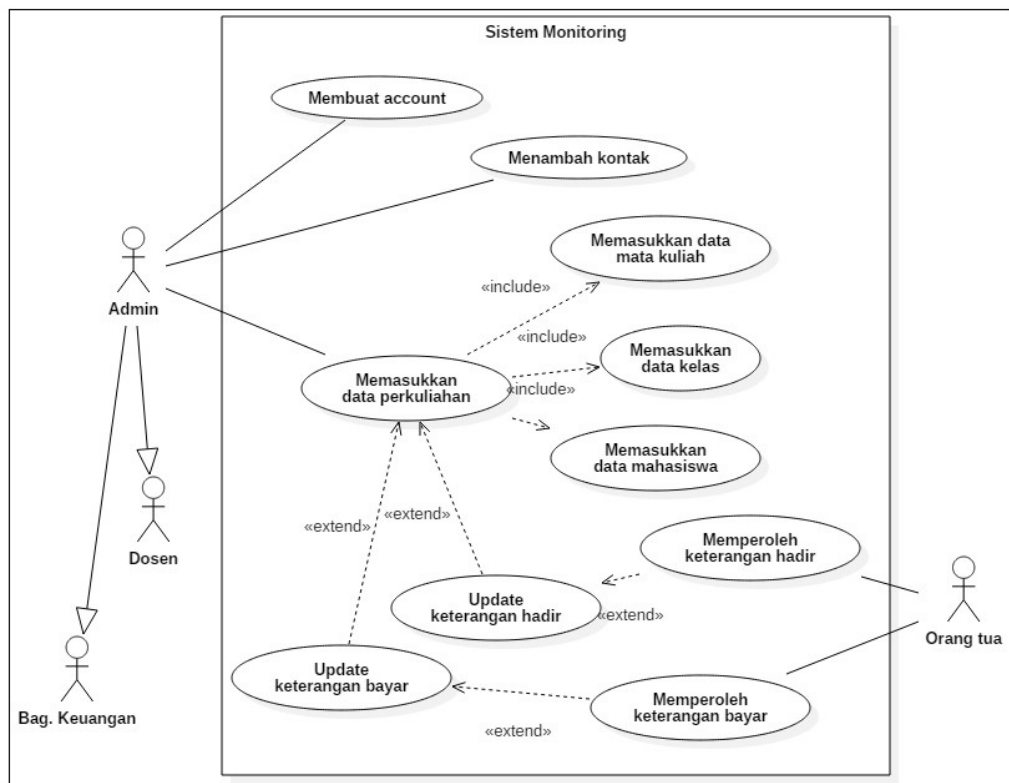 Sistem Monitoring
Membuat account
Menambah kontak
Memasukkan data
mata kuliah
«include»
Admin
«include»
Memasukkan
data kelas
Memasukkan
data perkuliahan
«include»
Memasukkan
data mahasiswa
«extend»
«extend»
Dosen
Memperoleh
keterangan hadir
Update
keterangan hadir
«extend»
Orang tua
Update
keterangan bayar
Memperoleh
keterangan bayar
Bag. Keuangan
«extend»